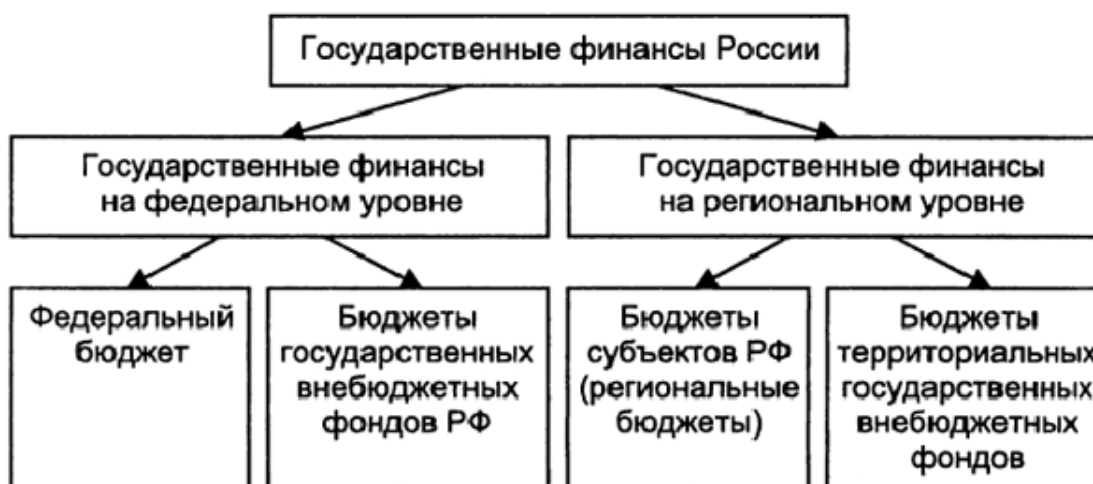 Государственные финансы России
Государственные финансы
на федеральном уровне
Государственные финансы
на региональном уровне
Федеральный
бюджет
Бюджеты
государственных
внебюджетных
фондов РФ
Бюджеты
субъектов РФ
(региональные
бюджеты)
Бюджеты
территориальных
государственных
внебюджетных
фондов